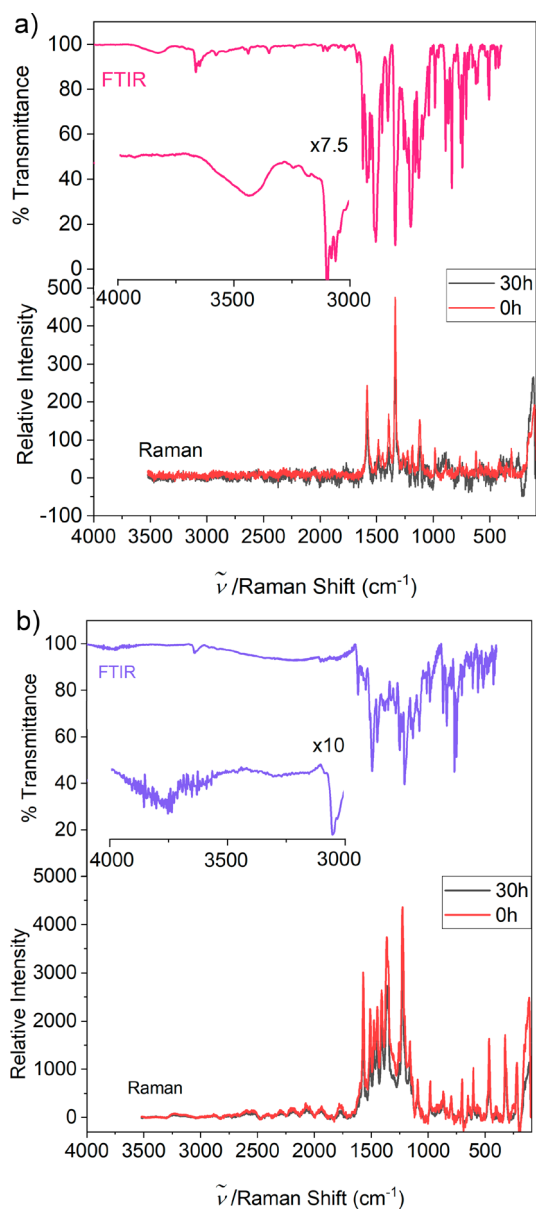 a)
100
80
60
40
20
0
% Transmittance
FTIR
x7.5
4000 3500 3000
500
400
300
200
100
0
-100
Relative Intensity
30h
0h
Raman
4000 3500 3000 2500 2000 1500 1000 500
ν̃ /Raman Shift (cm⁻¹)
b)
100
80
60
40
20
% Transmittance
FTIR
x10
4000 3500 3000
5000
4000
3000
2000
1000
0
Relative Intensity
30h
0h
Raman
4000 3500 3000 2500 2000 1500 1000 500
ν̃ /Raman Shift (cm⁻¹)